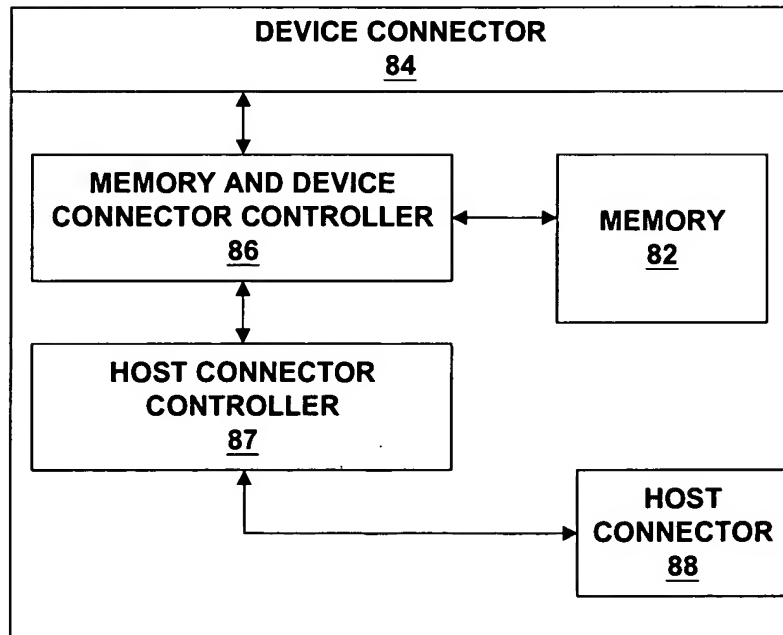 DEVICE CONNECTOR
84
MEMORY AND DEVICE
CONNECTOR CONTROLLER
86
MEMORY
82
HOST CONNECTOR
CONTROLLER
87
HOST
CONNECTOR
88